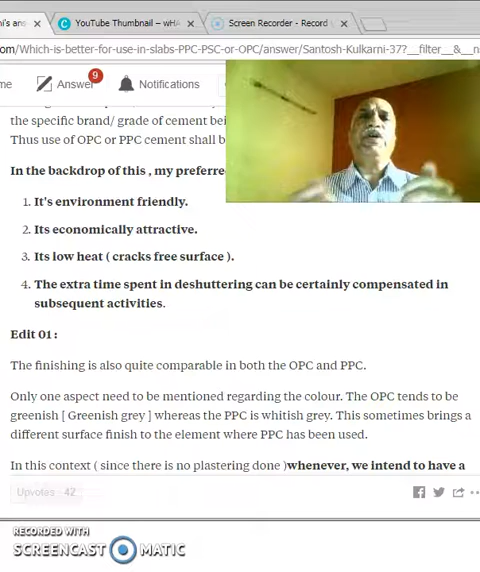 i's ans
YouTube Thumbnail – wHA
Screen Recorder - Record
om/Which-is-better-for-use-in-slabs-PPC-PSC-or-OPC/answer/Santosh-Kulkarni-37?__filter__&__n
me
Answer
9
Notifications
the specific brand/ grade of cement bei
Thus use of OPC or PPC cement shall b
In the backdrop of this , my preferre
1. It's environment friendly.
2. Its economically attractive.
3. Its low heat ( cracks free surface ).
4. The extra time spent in deshuttering can be certainly compensated in
subsequent activities.
Edit 01 :
The finishing is also quite comparable in both the OPC and PPC.
Only one aspect need to be mentioned regarding the colour. The OPC tends to be
greenish [ Greenish grey ] whereas the PPC is whitish grey. This sometimes brings a
different surface finish to the element where PPC has been used.
In this context ( since there is no plastering done )whenever, we intend to have a
Upvotes 42
RECORDED WITH
SCREENCAST MATIC